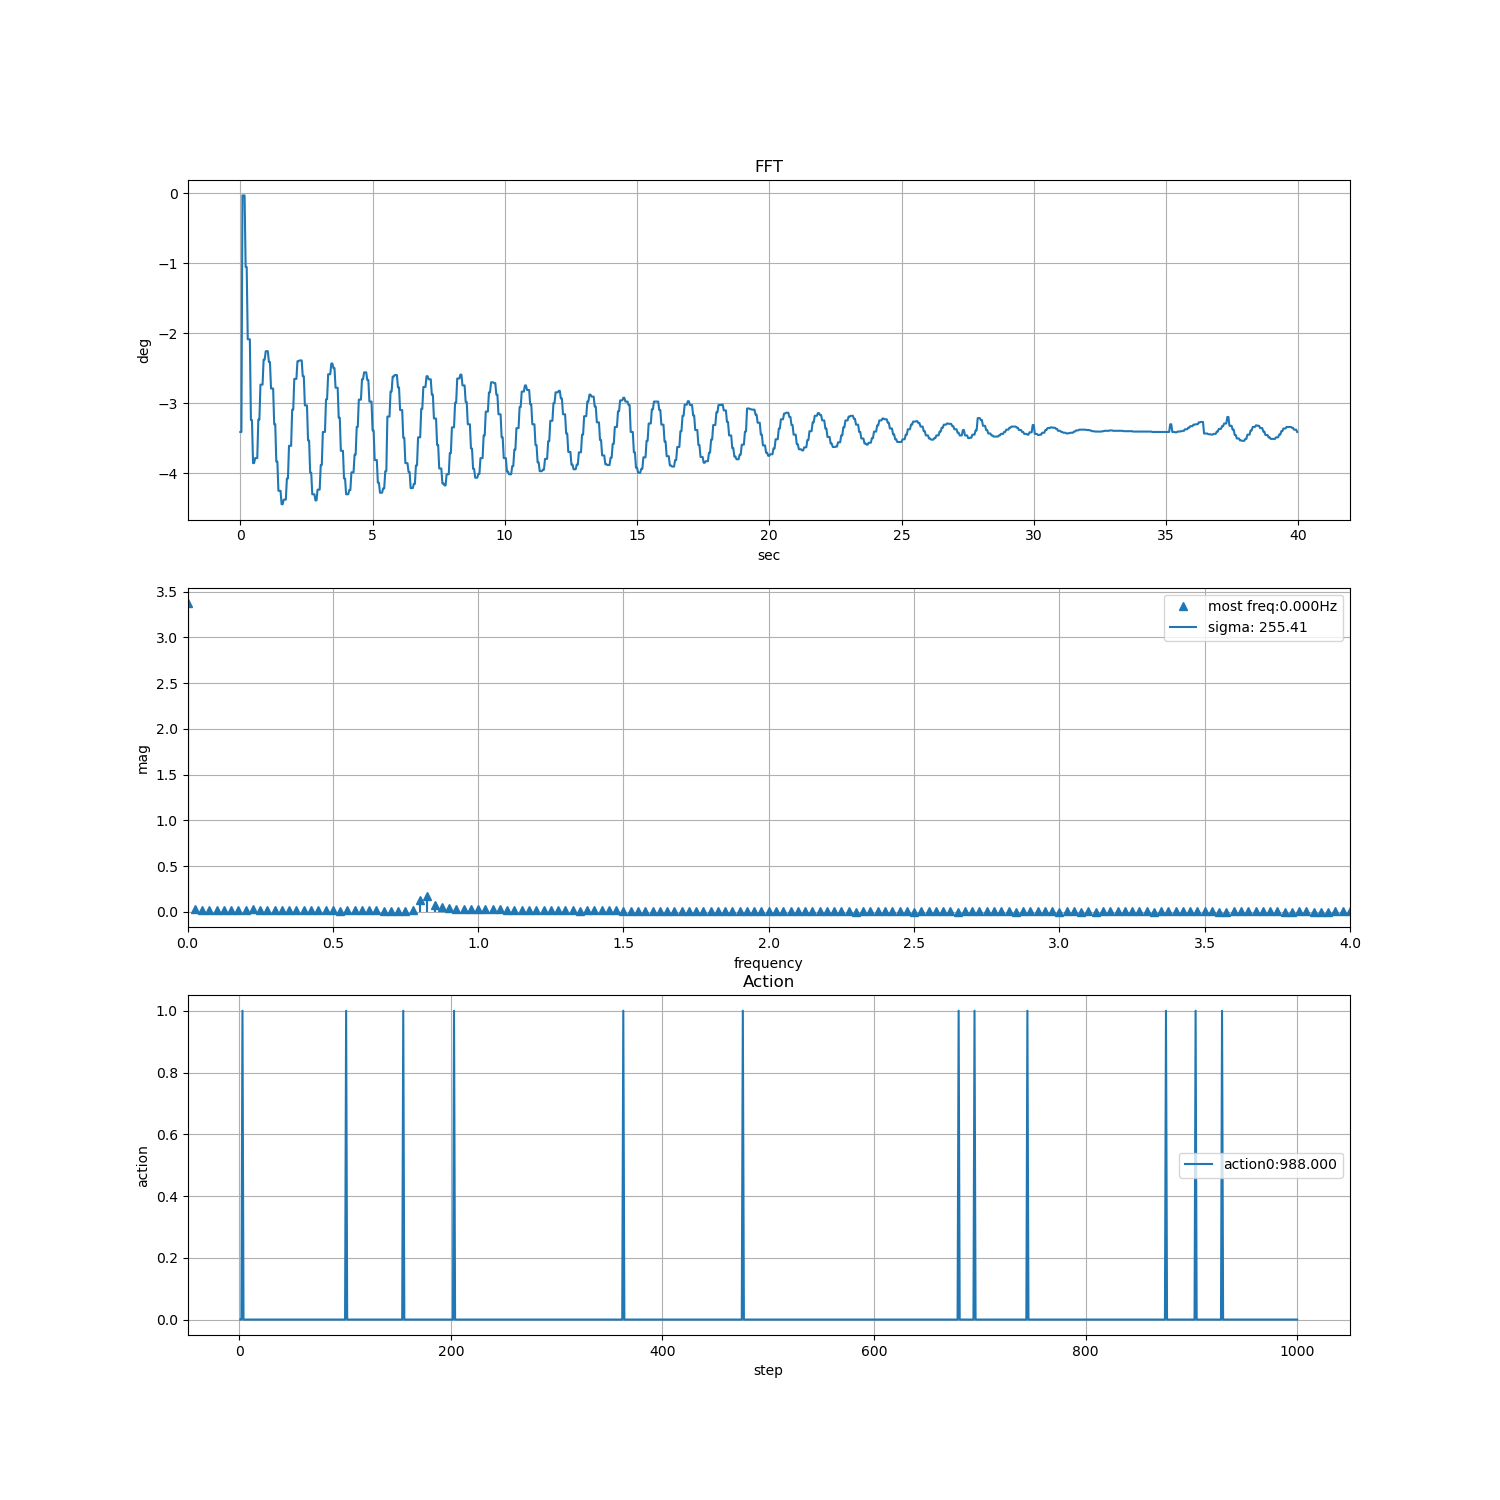 FFT
0
−1
−2
−3
−4
deg
0 5 10 15 20 25 30 35 40
sec
3.5
3.0
2.5
2.0
1.5
1.0
0.5
0.0
mag
most freq:0.000Hz
sigma: 255.41
0.0 0.5 1.0 1.5 2.0 2.5 3.0 3.5 4.0
frequency
Action
1.0
0.8
0.6
0.4
0.2
0.0
action
action0:988.000
0 200 400 600 800 1000
step